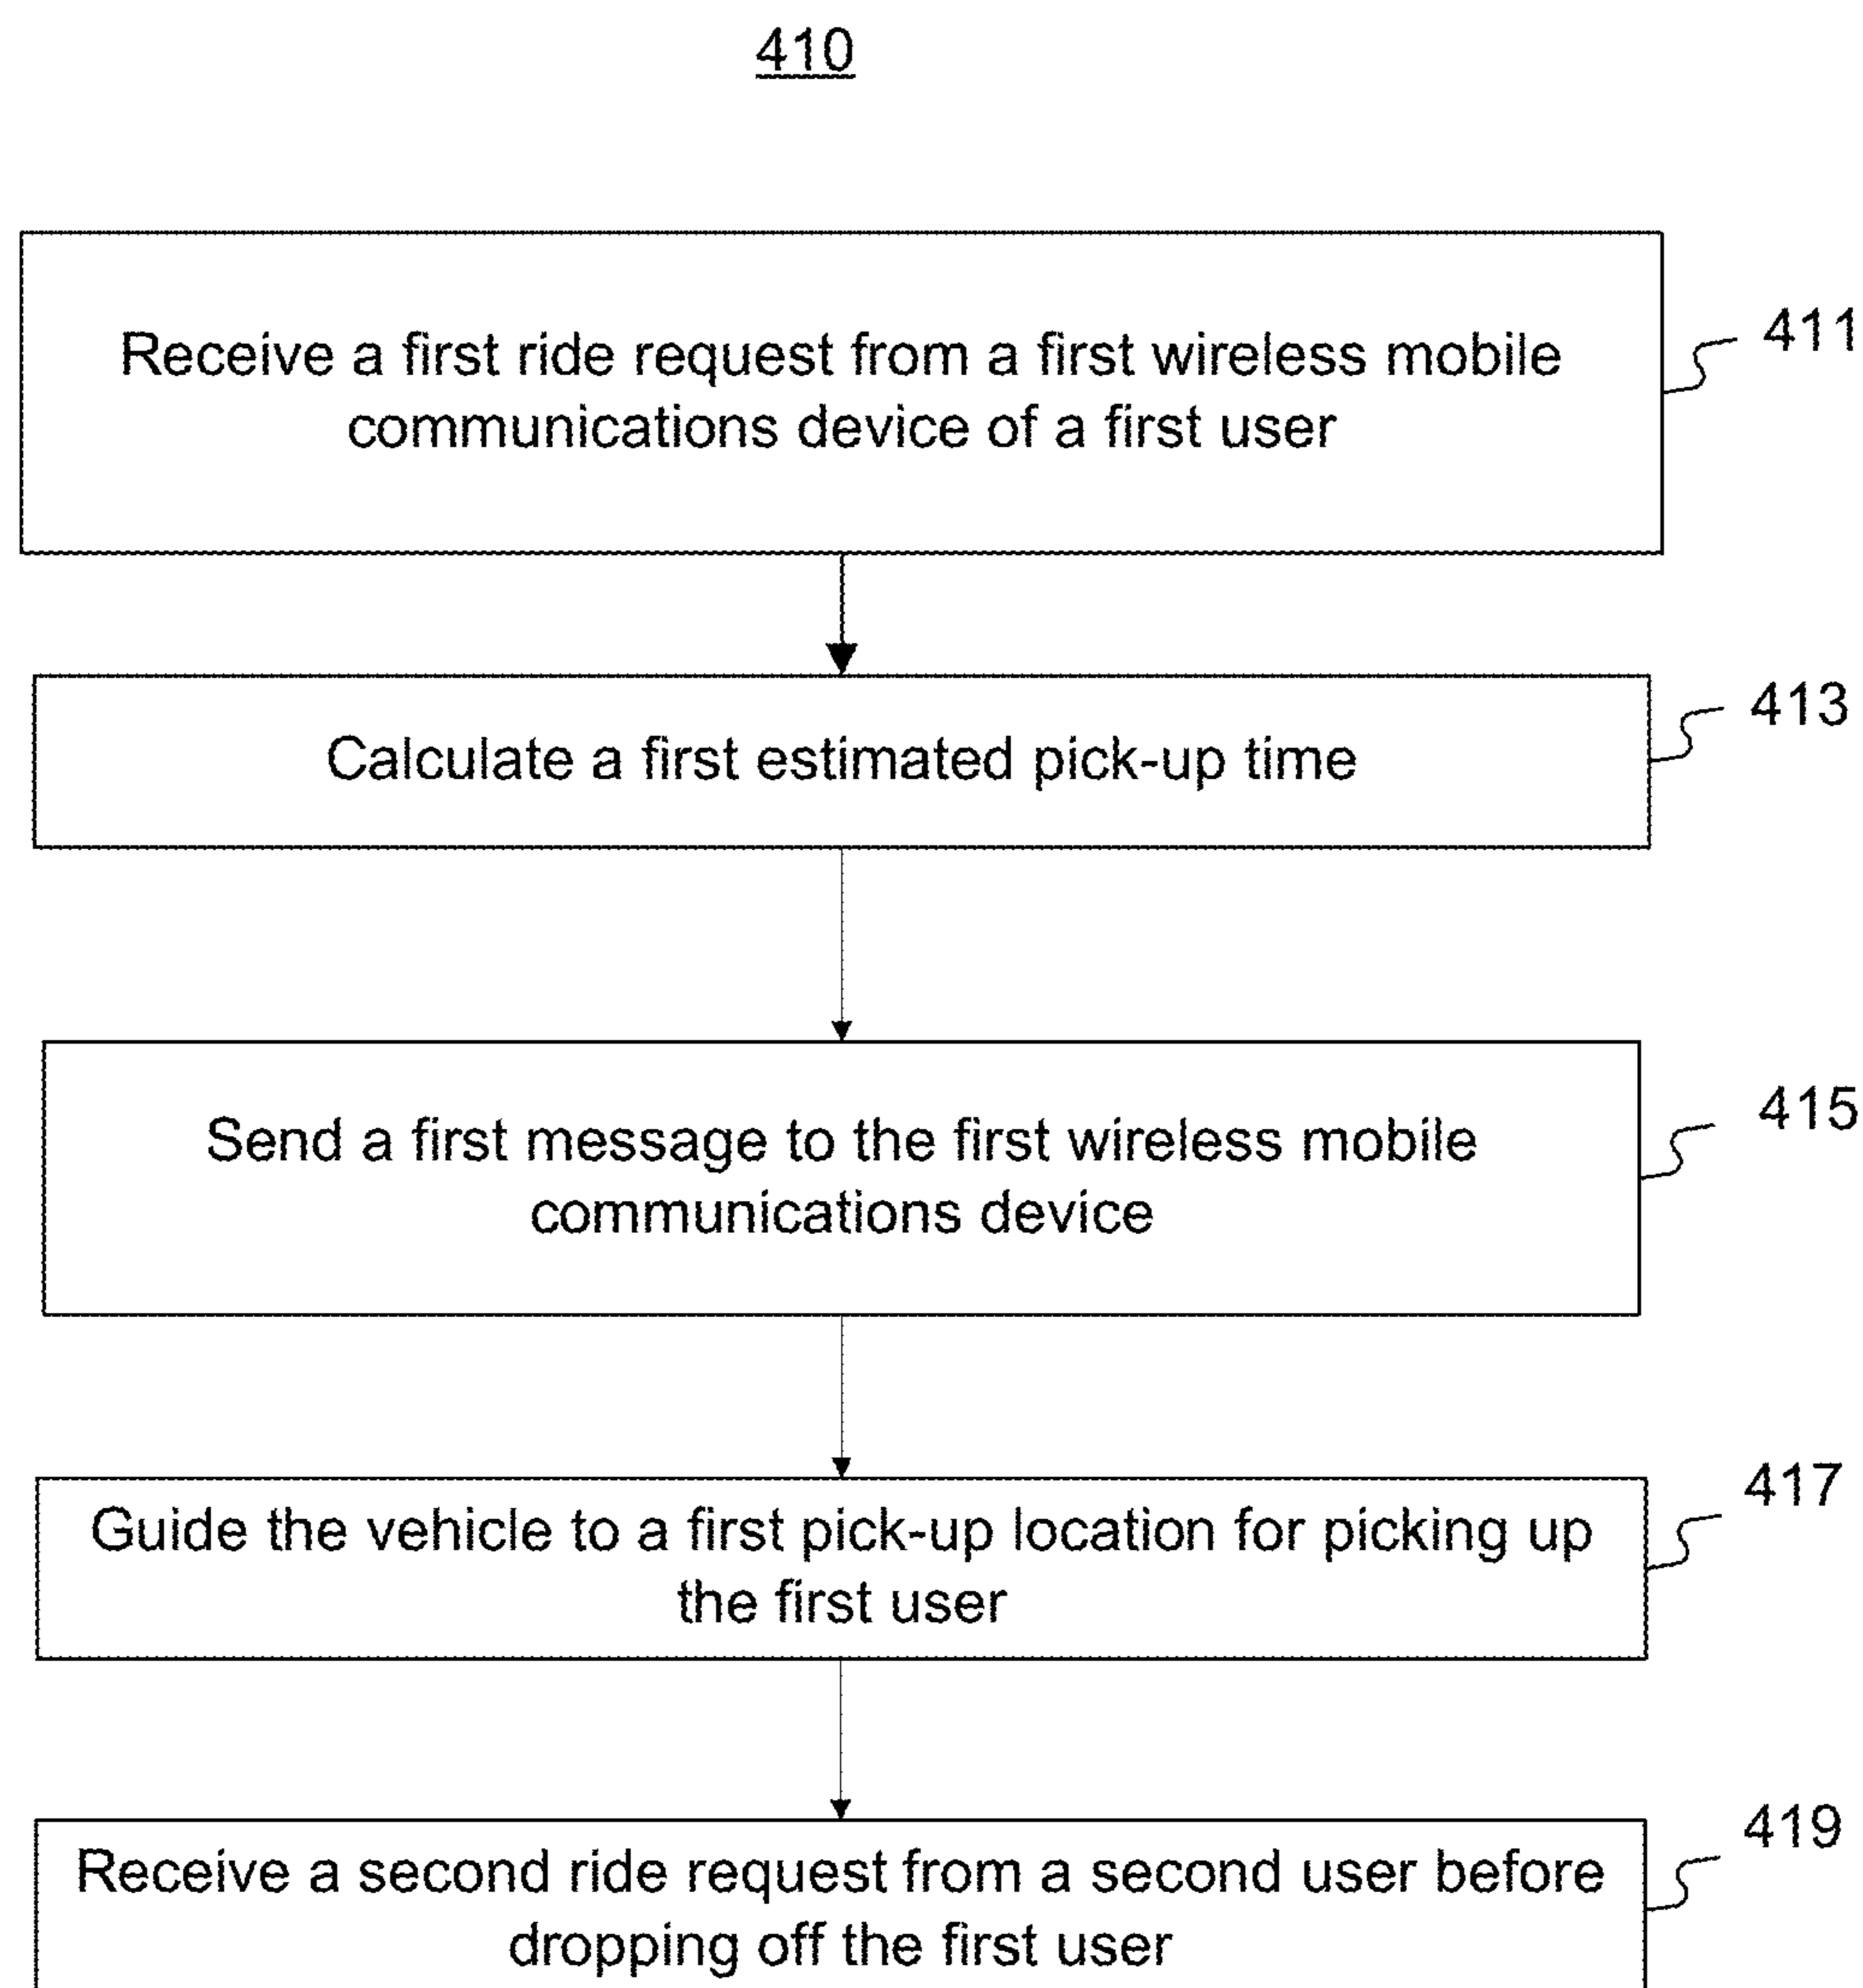 410
Receive a first ride request from a first wireless mobile
communications device of a first user
411
Calculate a first estimated pick-up time
413
Send a first message to the first wireless mobile
communications device
415
Guide the vehicle to a first pick-up location for picking up
the first user
417
Receive a second ride request from a second user before
dropping off the first user
419